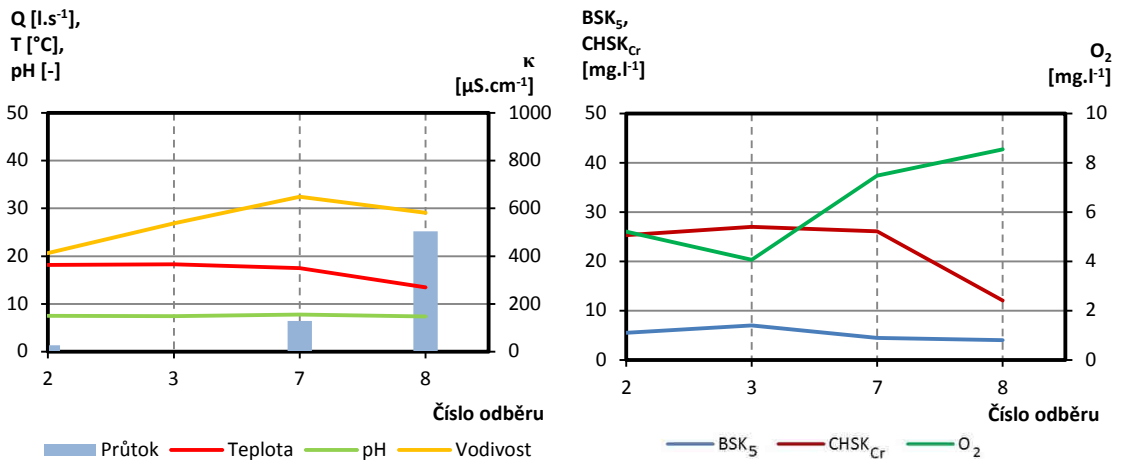 Q [l.s⁻¹],
T [°C],
pH [-]
κ
[µS.cm⁻¹]
50
40
30
20
10
0
1000
800
600
400
200
0
2 3 7 8
Číslo odběru
Průtok Teplota pH Vodivost
BSK₅,
CHSK_Cr
[mg.l⁻¹]
O₂
[mg.l⁻¹]
50
40
30
20
10
0
10
8
6
4
2
0
2 3 7 8
Číslo odběru
BSK₅ CHSK_Cr O₂